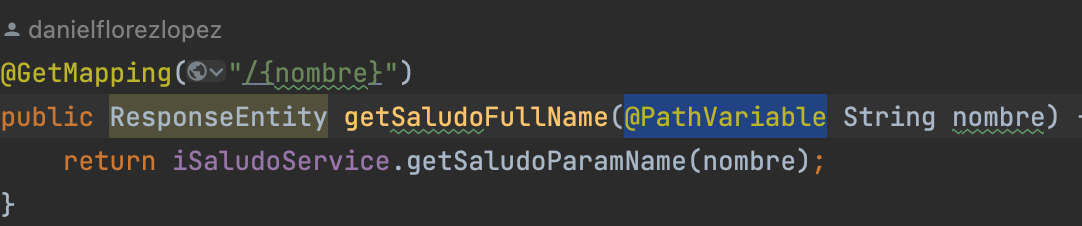 danielflorezlopez
@GetMapping("/{nombre}")
public ResponseEntity getSaludoFullName(@PathVariable String nombre) {
return iSaludoService.getSaludoParamName(nombre);
}